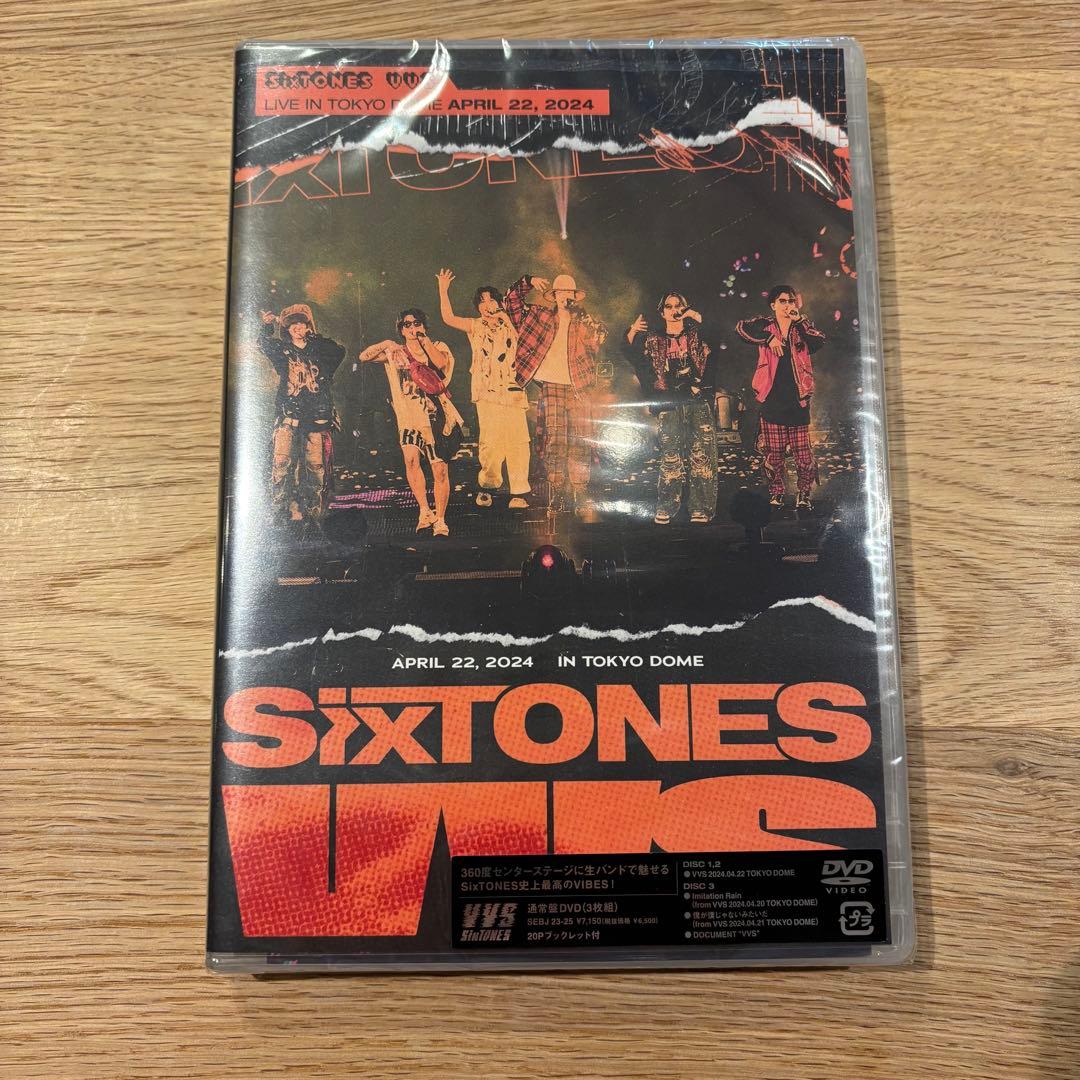 SixTONES VVS
LIVE IN TOKYO DOME APRIL 22, 2024
SixTONES
APRIL 22, 2024 IN TOKYO DOME
SixTONES
VVS
360度センターステージに生バンドで魅せる
SixTONES史上最高のVIBES！
VVS
SixTONES
通常盤DVD(3枚組)
SEBJ 23-25 ¥7,150(税抜価格 ¥6,500)
20Pブックレット付
DISC 1,2
● VVS 2024.04.22 TOKYO DOME
DISC 3
● Imitation Rain
(from VVS 2024.04.20 TOKYO DOME)
● 僕が僕じゃないみたいだ
(from VVS 2024.04.21 TOKYO DOME)
● DOCUMENT "VVS"
DVD
VIDEO
プラ